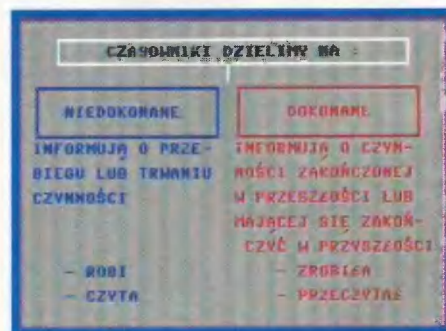 CZASOWNIKI DZIELIMY NA :
NIEDOKONANE
INFORMUJĄ O PRZE-
BIEGU LUB TRWANIU
CZYNNOŚCI
- ROBI
- CZYTA
DOKONANE
INFORMUJĄ O CZYN-
NOŚCI ZAKOŃCZONEJ
W PRZESZŁOŚCI LUB
MAJĄCEJ SIĘ ZAKOŃ-
CZYĆ W PRZYSZŁOŚCI
- ZROBIŁA
- PRZECZYTAŁ